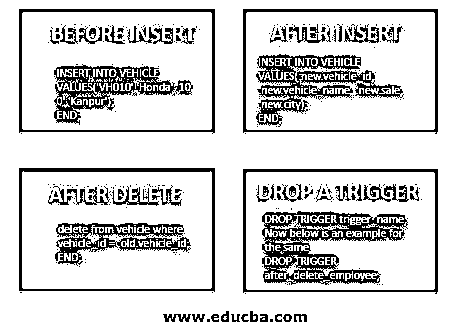 BEFORE INSERT
INSERT INTO VEHICLE
VALUES('VH010','Honda', 10
0,'Kanpur');
END;
AFTER INSERT
INSERT INTO VEHICLE
VALUES(:new.vehicle_id,
:new.vehicle_name, :new.sale,
:new.city);
END;
AFTER DELETE
delete from vehicle where
vehicle_id = :old.vehicle_id;
END;
DROP A TRIGGER
DROP TRIGGER trigger_name;
Now below is an example for
the same
DROP TRIGGER
after_delete_employee;
www.educba.com